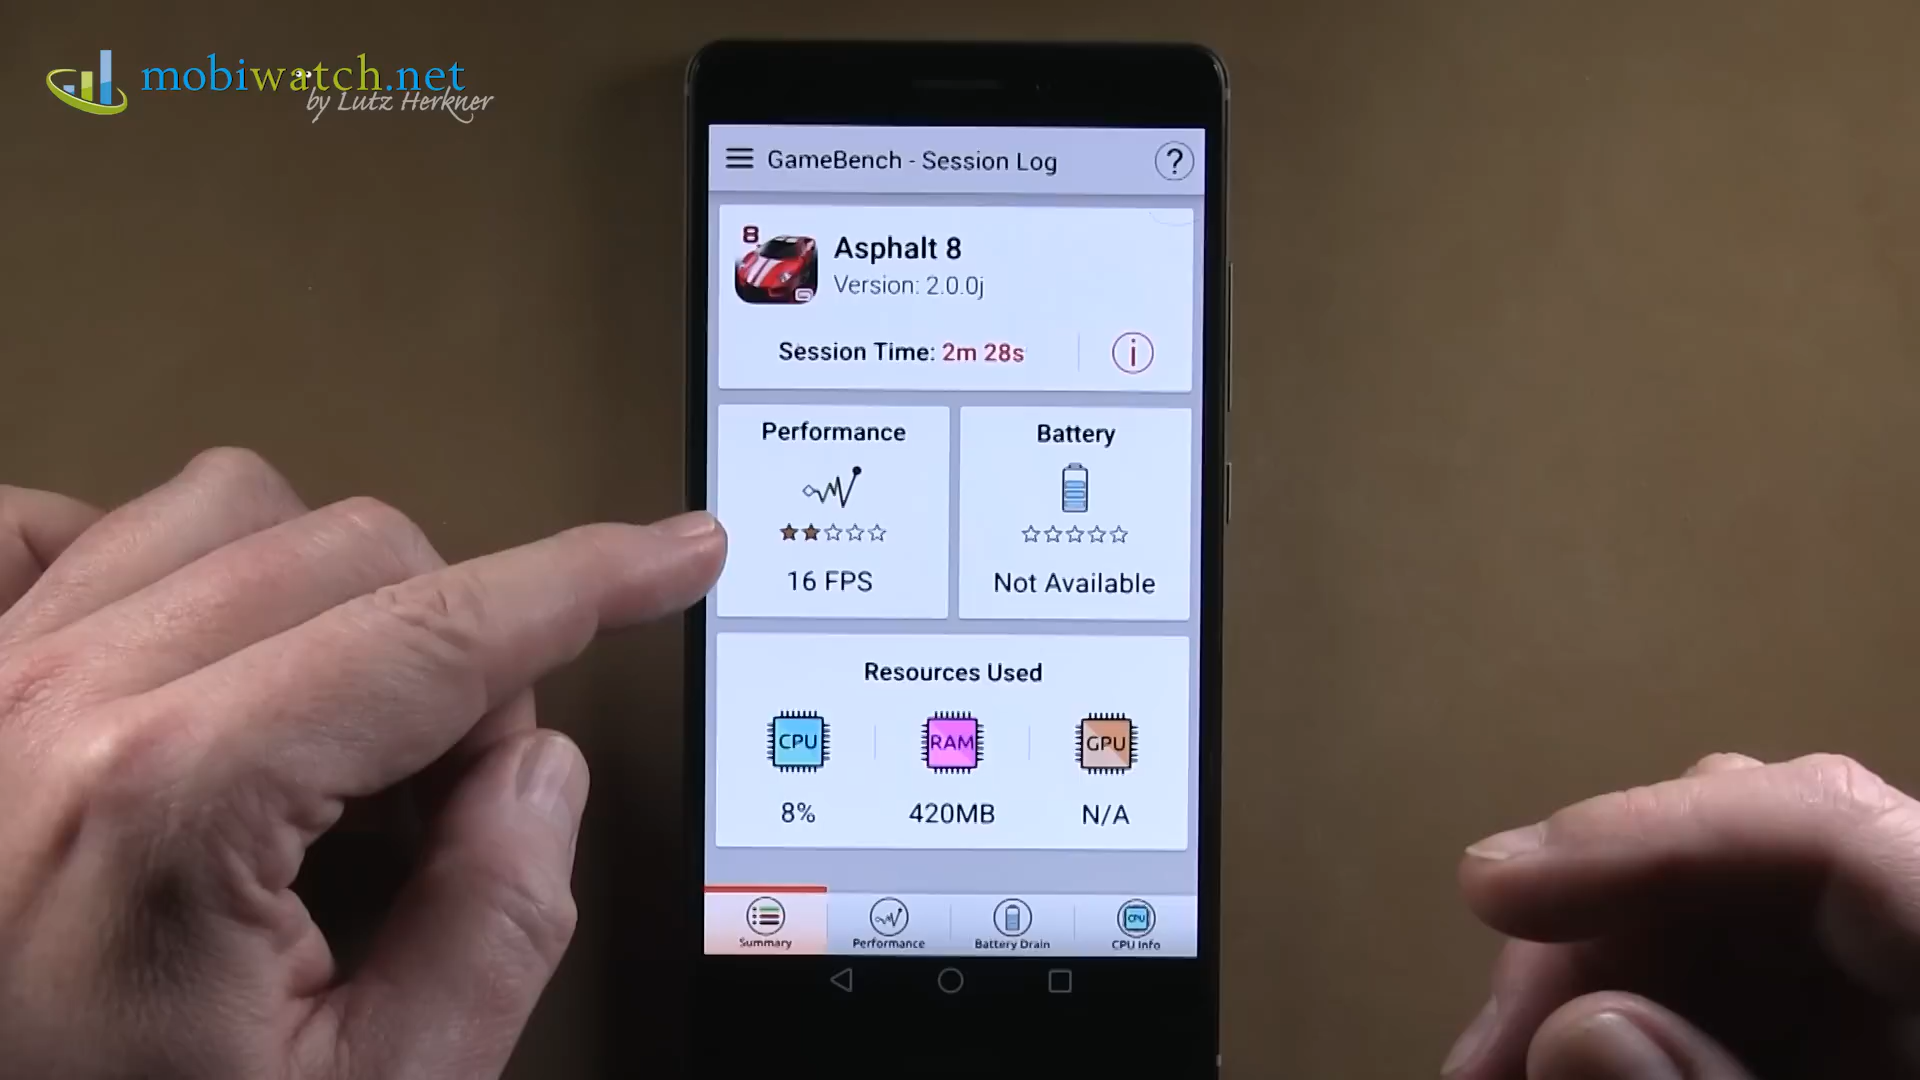 mobiwatch.net
by Lutz Herkner
GameBench - Session Log
?
8
Asphalt 8
Version: 2.0.0j
Session Time: 2m 28s
i
Performance
Battery
16 FPS
Not Available
Resources Used
CPU
RAM
GPU
8%
420MB
N/A
Summary
Performance
Battery Drain
CPU
CPU Info